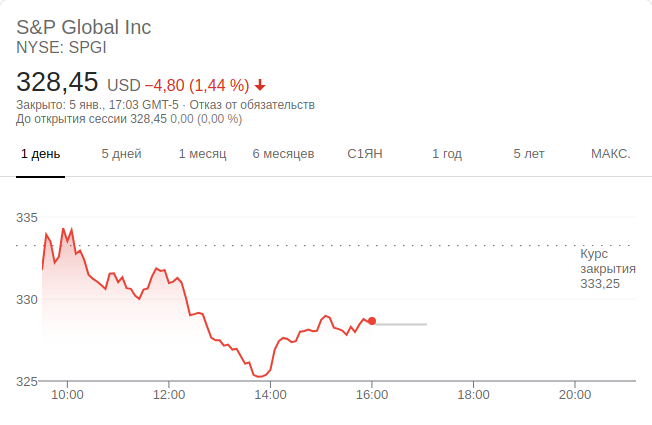 S&P Global Inc
NYSE: SPGI
328,45 USD −4,80 (1,44 %)
Закрыто: 5 янв., 17:03 GMT-5 · Отказ от обязательств
До открытия сессии 328,45 0,00 (0,00 %)
1 день 5 дней 1 месяц 6 месяцев С1ЯН 1 год 5 лет МАКС.
335
Курс
закрытия
333,25
330
325
10:00 12:00 14:00 16:00 18:00 20:00